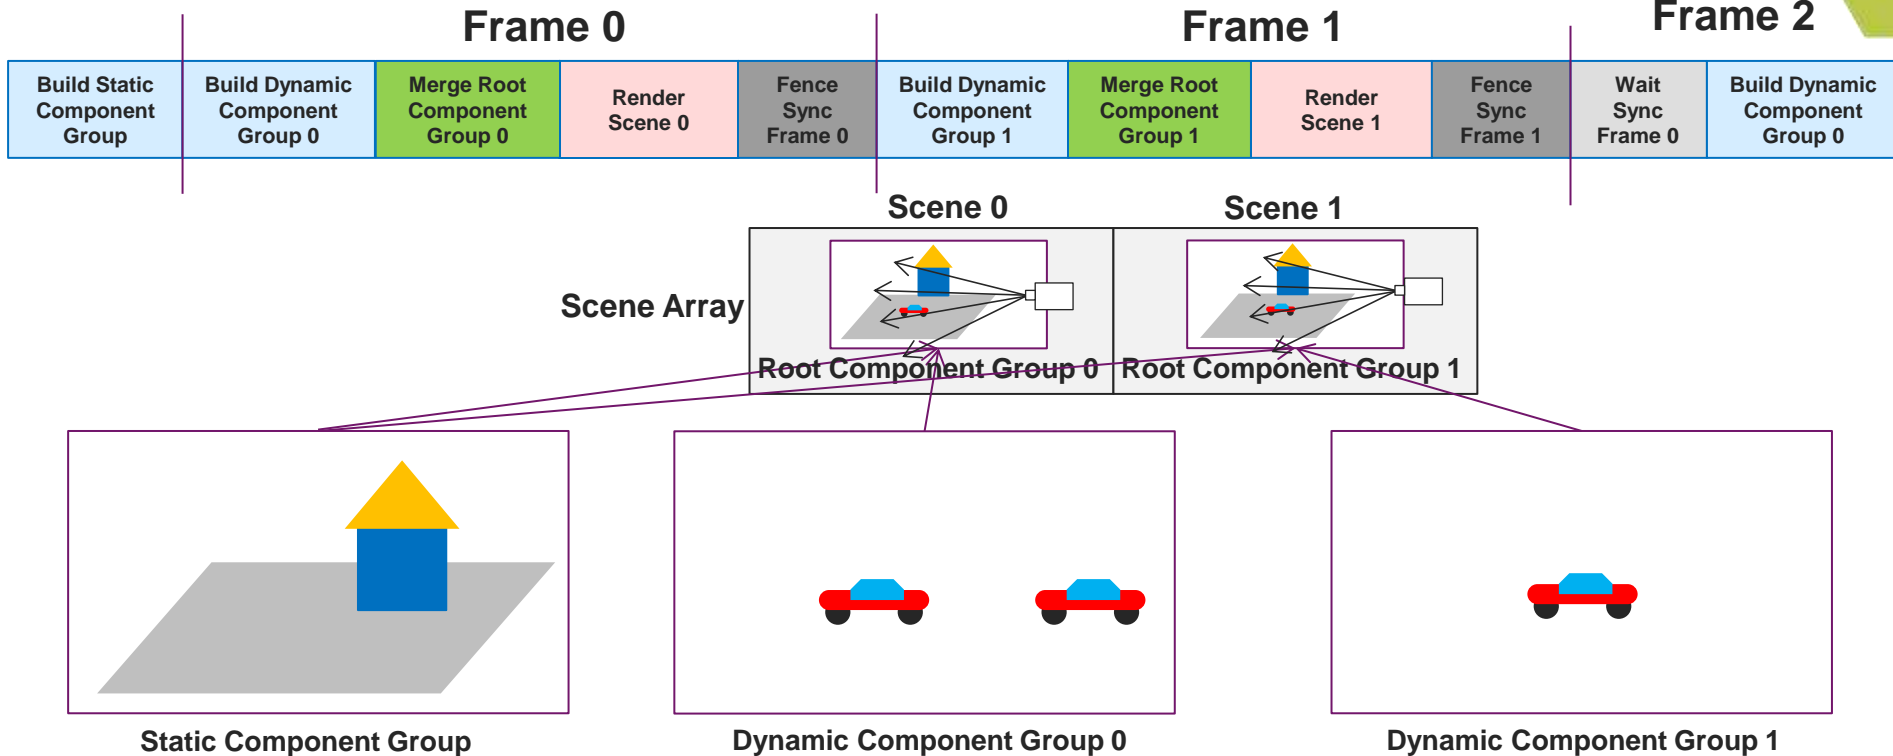 Frame 0
Frame 1
Frame 2
Build Static
Component
Group
Build Dynamic
Component
Group 0
Merge Root
Component
Group 0
Render
Scene 0
Fence
Sync
Frame 0
Build Dynamic
Component
Group 1
Merge Root
Component
Group 1
Render
Scene 1
Fence
Sync
Frame 1
Wait
Sync
Frame 0
Build Dynamic
Component
Group 0
Scene 0
Scene 1
Scene Array
Root Component Group 0
Root Component Group 1
Static Component Group
Dynamic Component Group 0
Dynamic Component Group 1